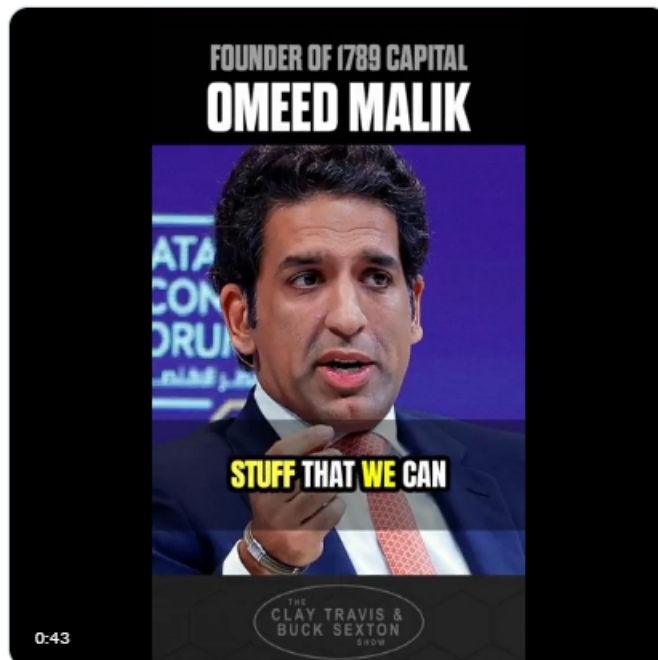 FOUNDER OF 1789 CAPITAL
OMEED MALIK
ATA
CON
ORU
STUFF THAT WE CAN
THE
CLAY TRAVIS &
BUCK SEXTON
SHOW
0:43